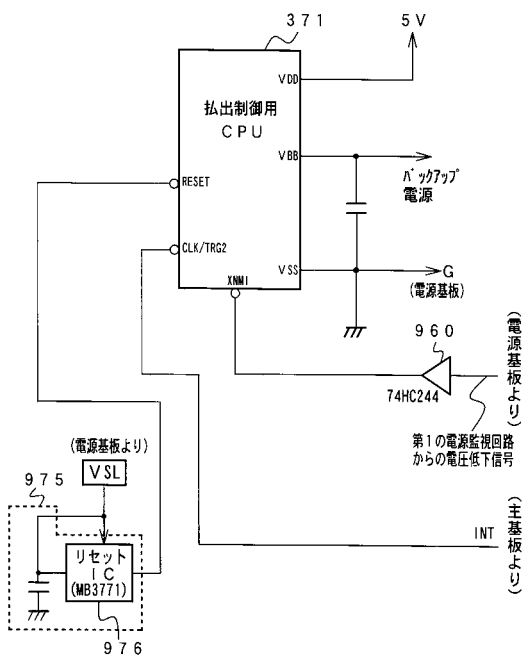 371
5V
払出制御用
CPU
VDD
VBB
バックアップ
電源
RESET
CLK/TRG2
VSS
G
(電源基板)
XNMI
960
74HC244
(電源基板より)
第1の電源監視回路
からの電圧低下信号
(電源基板より)
975
VSL
リセット
IC
(MB3771)
976
INT
(主基板より)